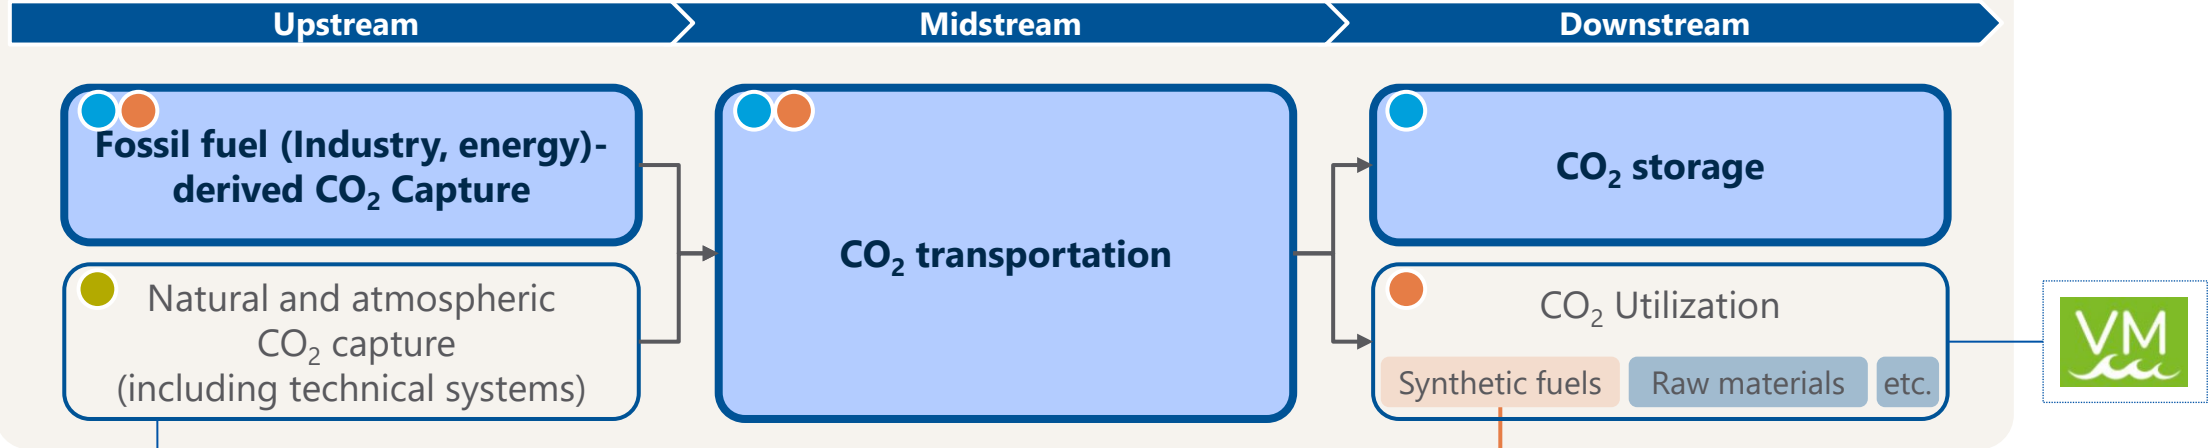 Upstream
Midstream
Downstream
Fossil fuel (Industry, energy)-
derived CO₂ Capture
Natural and atmospheric
CO₂ capture
(including technical systems)
CO₂ transportation
CO₂ storage
CO₂ Utilization
Synthetic fuels
Raw materials
etc.
VM